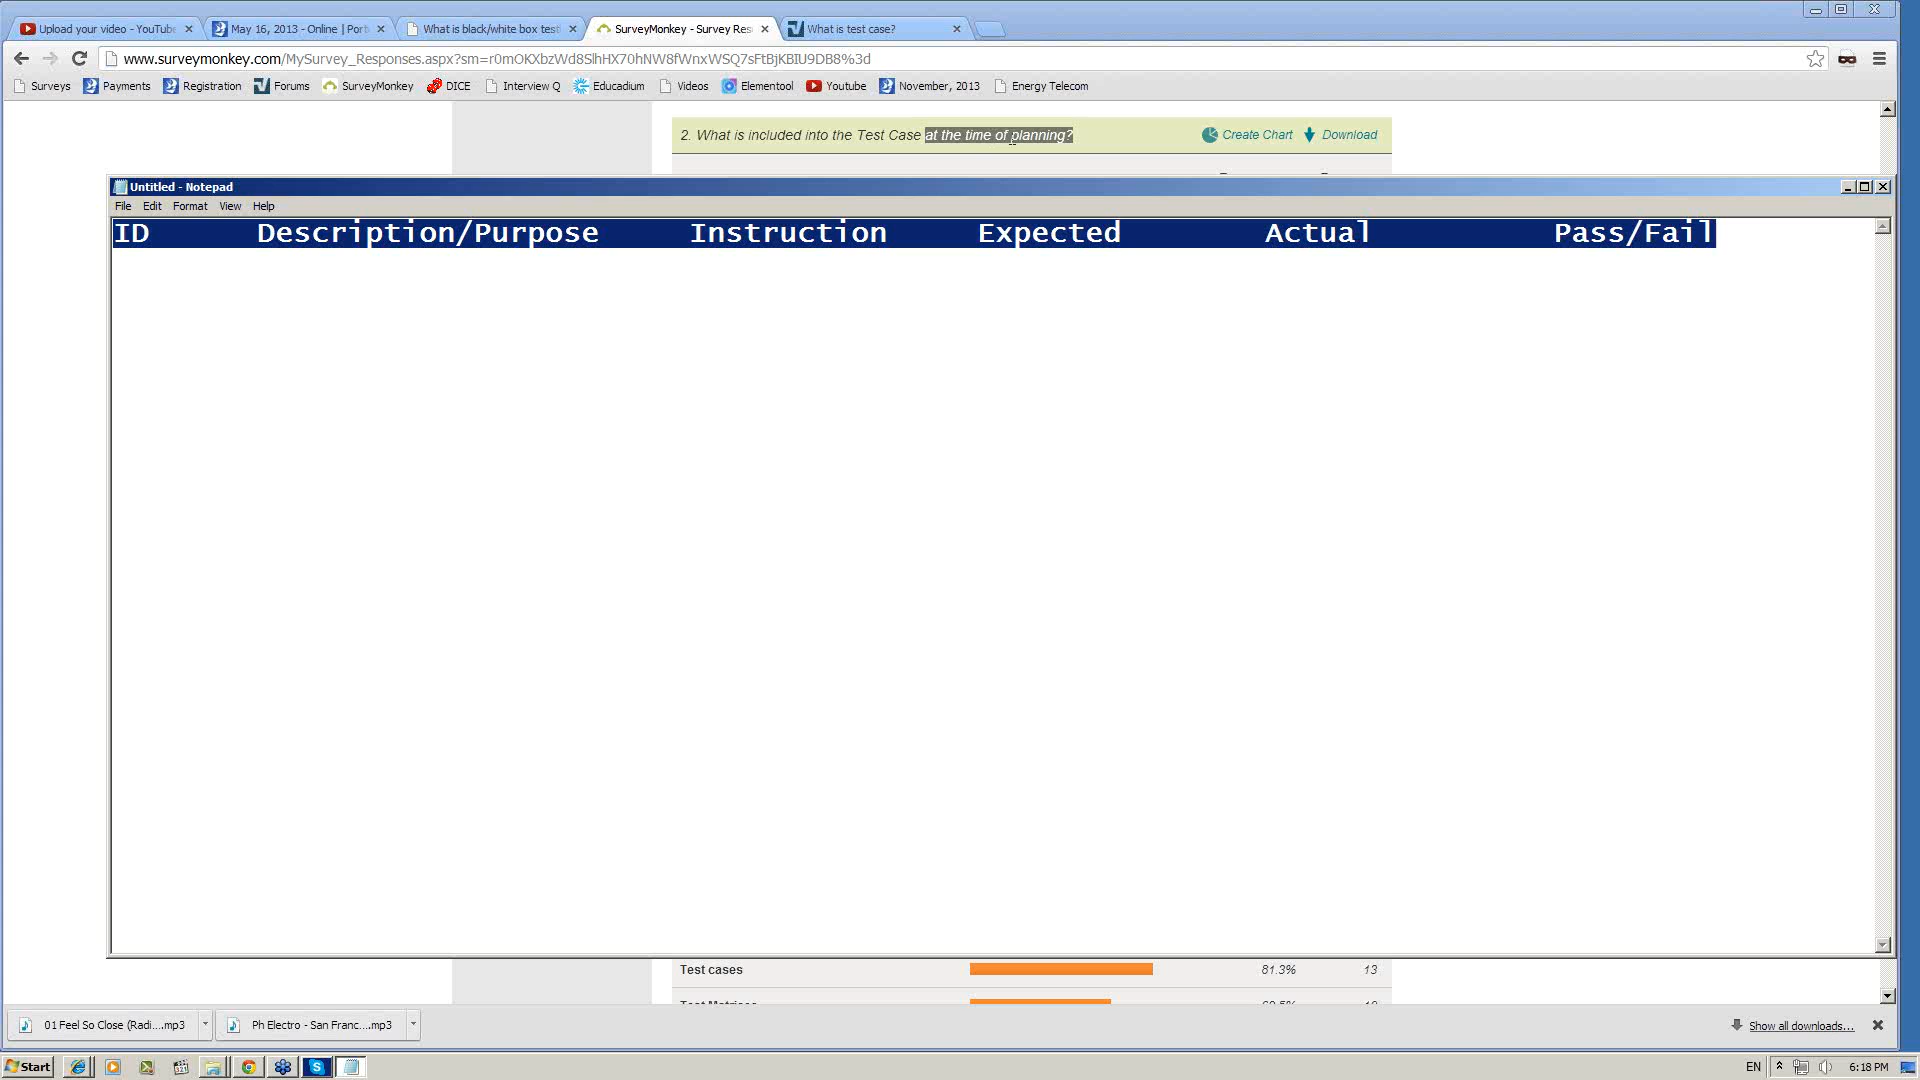 Upload your video - YouTube
May 16, 2013 - Online | Port
What is black/white box test
SurveyMonkey - Survey Res
What is test case?
www.surveymonkey.com/MySurvey_Responses.aspx?sm=r0mOKXbzWd8SlhHX70hNW8fWnxWSQ7sFtBjKBIU9DB8%3d
Surveys Payments Registration Forums SurveyMonkey DICE Interview Q Educadium Videos Elementool Youtube November, 2013 Energy Telecom
2. What is included into the Test Case at the time of planning? Create Chart Download
Untitled - Notepad
File Edit Format View Help
ID Description/Purpose Instruction Expected Actual Pass/Fail
Test cases 81.3% 13
01 Feel So Close (Radi....mp3 Ph Electro - San Franc....mp3 Show all downloads...
Start EN 6:18 PM